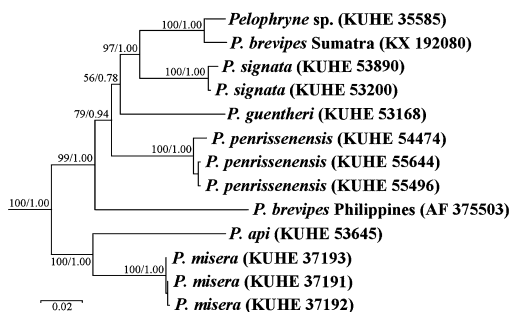 Pelophryne sp. (KUHE 35585)
100/1.00
P. brevipes Sumatra (KX 192080)
97/1.00
P. signata (KUHE 53890)
100/1.00
56/0.78
P. signata (KUHE 53200)
P. guentheri (KUHE 53168)
79/0.94
P. penrissenensis (KUHE 54474)
100/1.00
99/1.00
P. penrissenensis (KUHE 55644)
P. penrissenensis (KUHE 55496)
100/1.00
P. brevipes Philippines (AF 375503)
P. api (KUHE 53645)
100/1.00
P. misera (KUHE 37193)
100/1.00
P. misera (KUHE 37191)
P. misera (KUHE 37192)
0.02